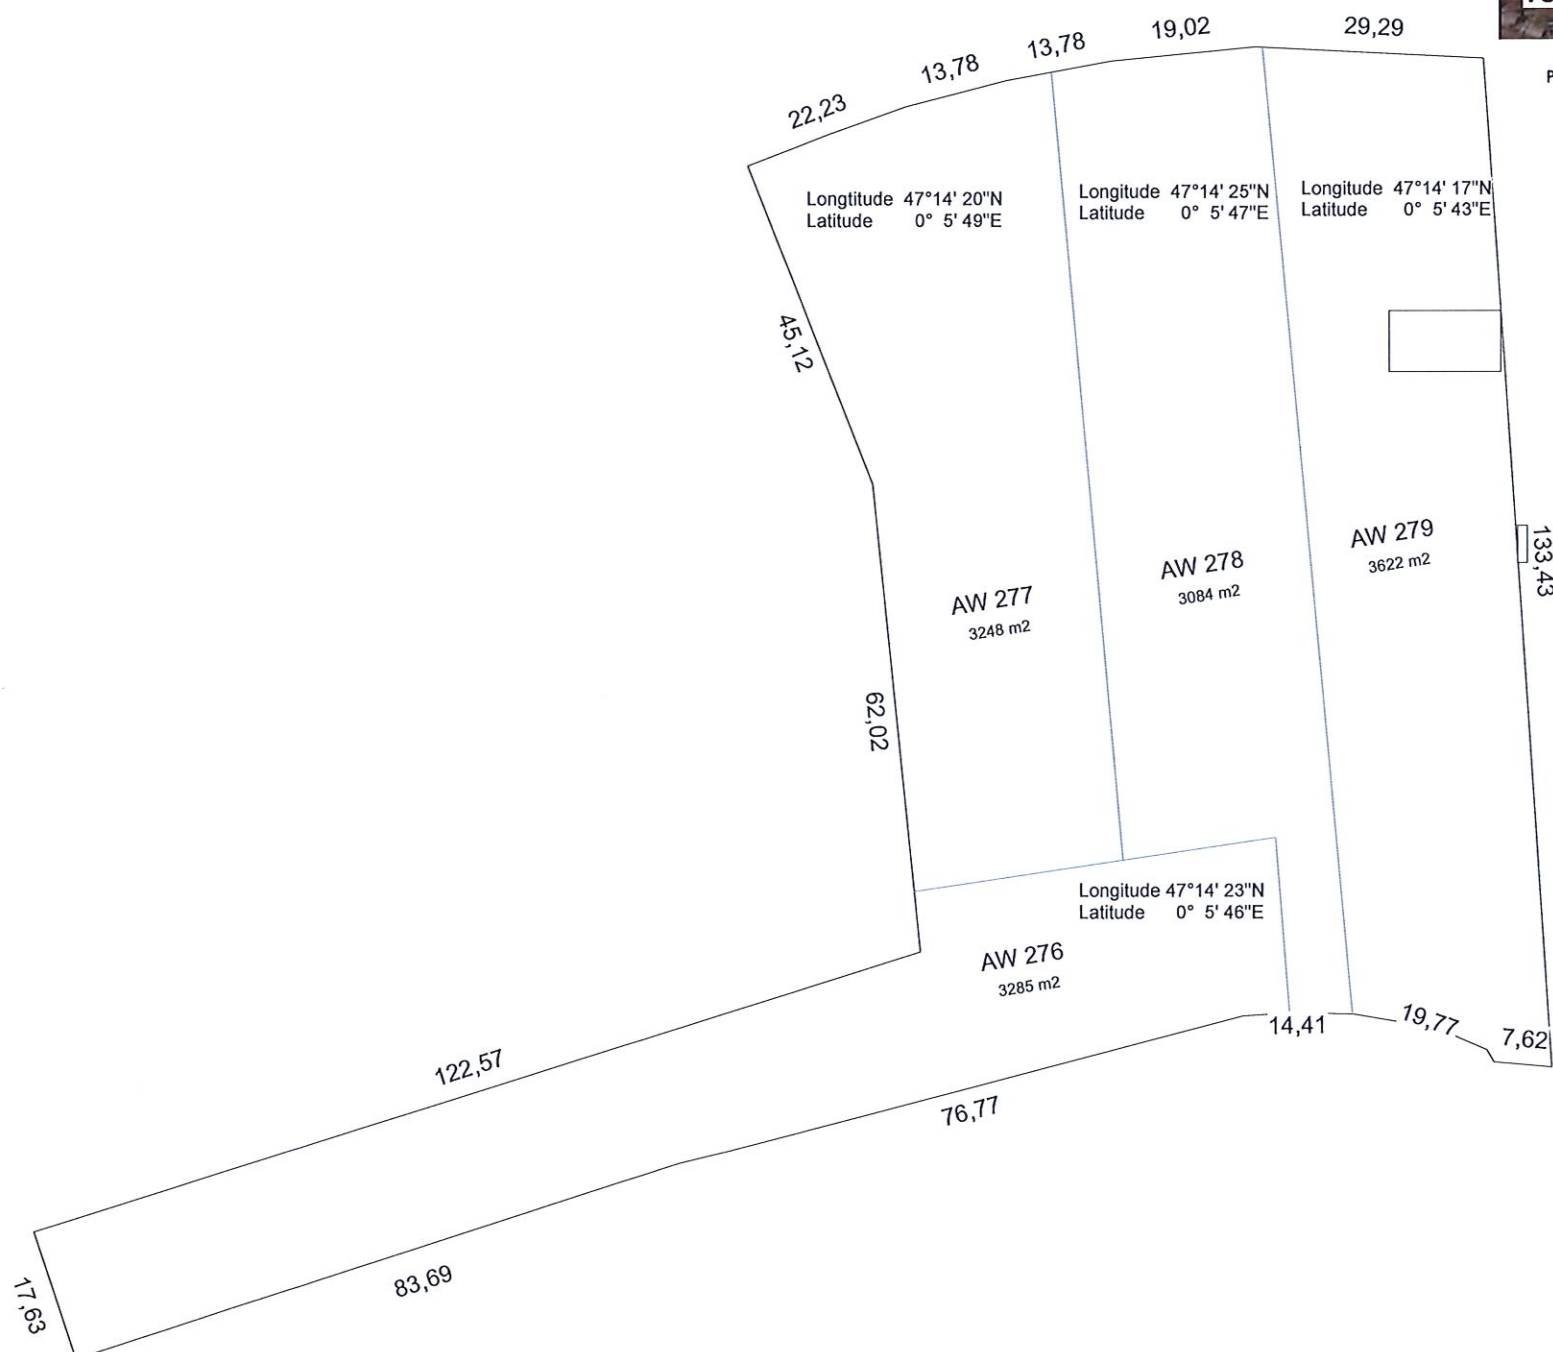 19,02
29,29
13,78
13,78
22,23
P
Longtitude 47°14' 20"N
Latitude 0° 5' 49"E
Longitude 47°14' 25"N
Latitude 0° 5' 47"E
Longitude 47°14' 17"N
Latitude 0° 5' 43"E
45,12
AW 279
3622 m2
133,43
AW 278
3084 m2
AW 277
3248 m2
62,02
Longitude 47°14' 23"N
Latitude 0° 5' 46"E
AW 276
3285 m2
14,41
19,77
7,62
122,57
76,77
83,69
17,63